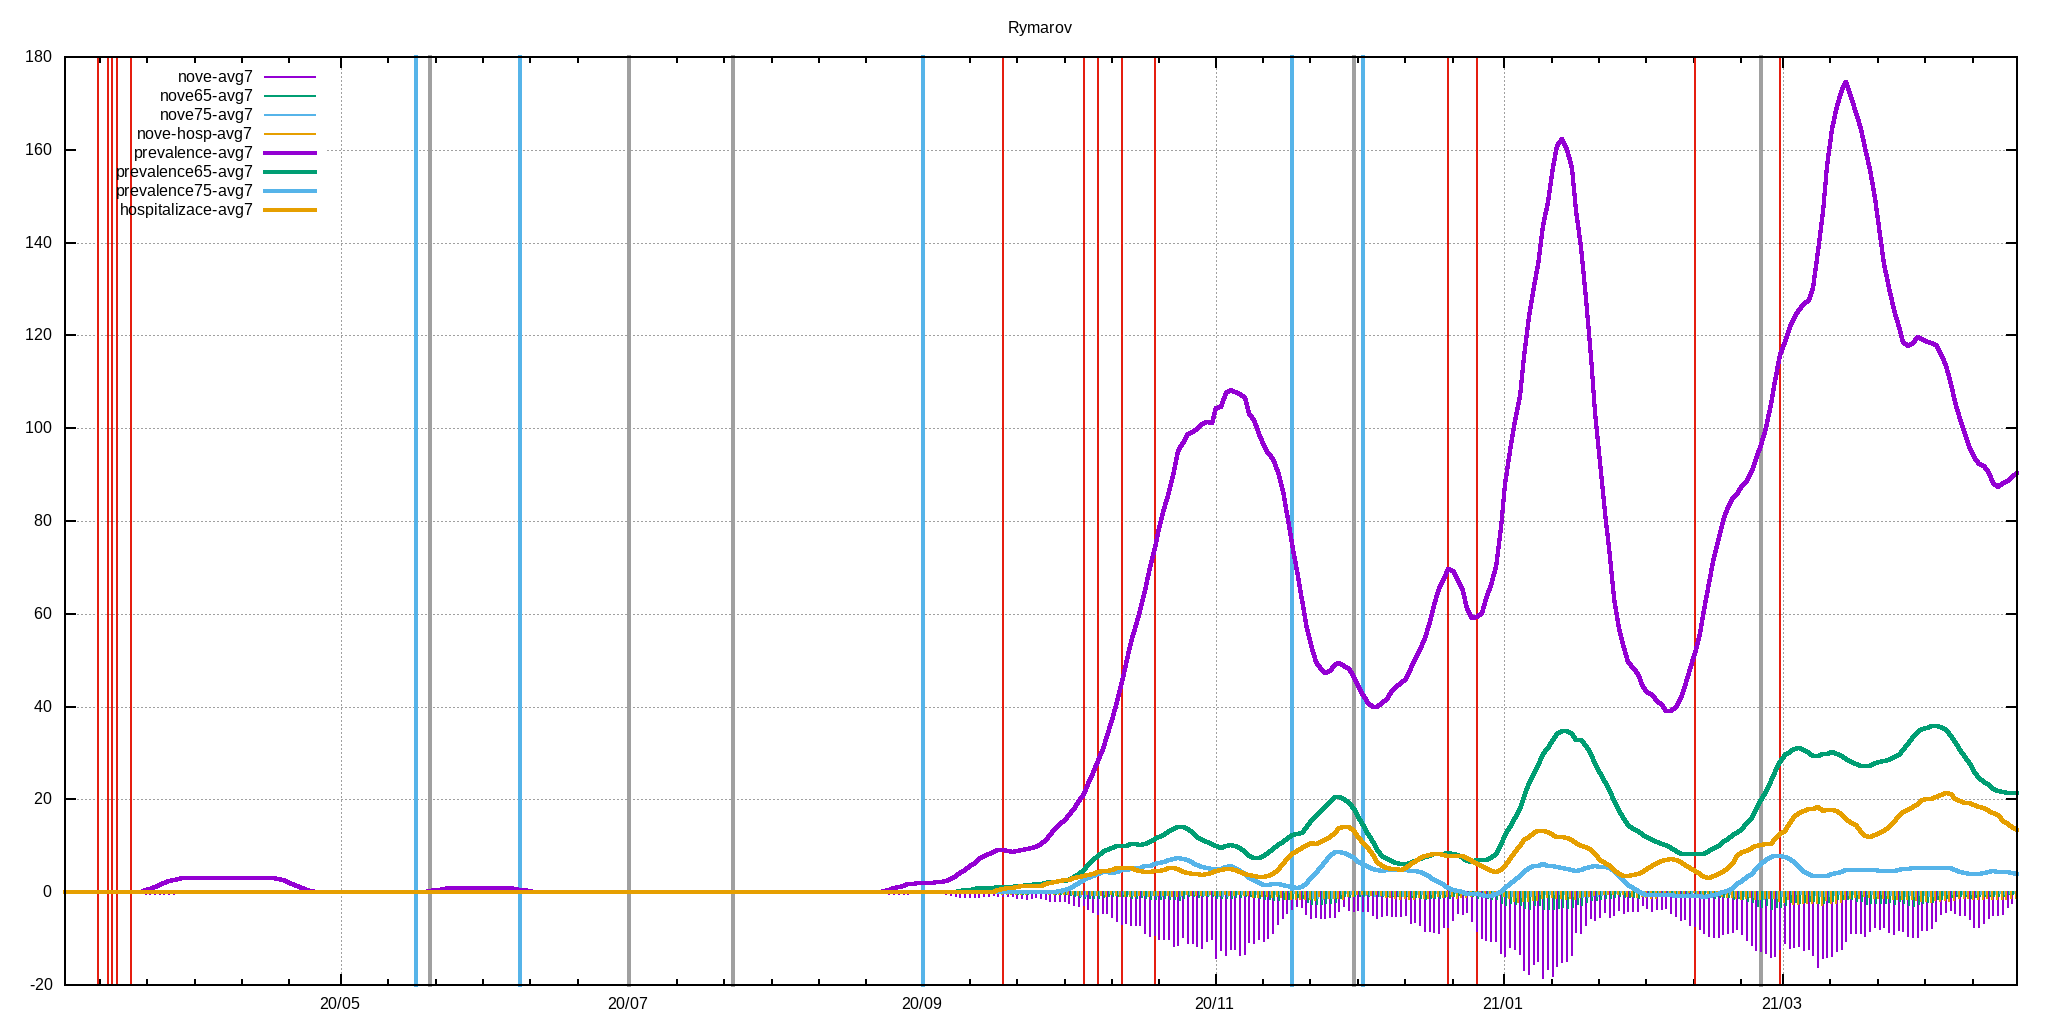 Rymarov
180
160
140
120
100
80
60
40
20
0
-20
nove-avg7
nove65-avg7
nove75-avg7
nove-hosp-avg7
prevalence-avg7
prevalence65-avg7
prevalence75-avg7
hospitalizace-avg7
20/05 20/07 20/09 20/11 21/01 21/03